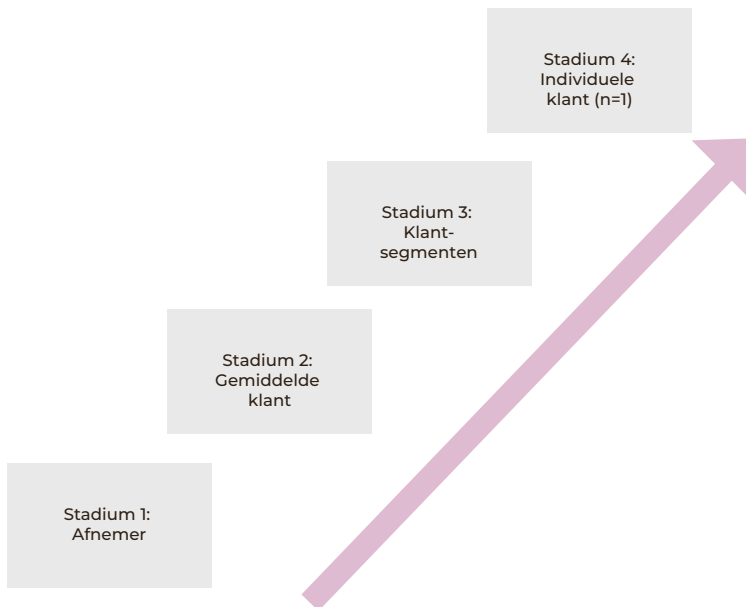 Stadium 4:
Individuele
klant (n=1)
Stadium 3:
Klant-
segmenten
Stadium 2:
Gemiddelde
klant
Stadium 1:
Afnemer